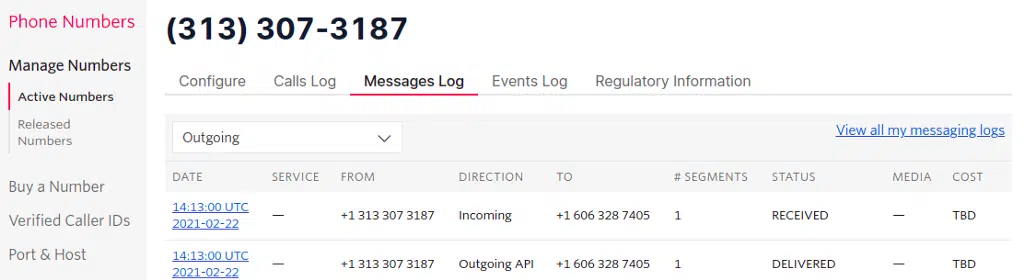 Phone Numbers
(313) 307-3187
Manage Numbers
Configure Calls Log Messages Log Events Log Regulatory Information
Active Numbers
Released
Numbers
Outgoing
View all my messaging logs
DATE SERVICE FROM DIRECTION TO # SEGMENTS STATUS MEDIA COST
Buy a Number
14:13:00 UTC
2021-02-22 — +1 313 307 3187 Incoming +1 606 328 7405 1 RECEIVED — TBD
Verified Caller IDs
Port & Host
14:13:00 UTC
2021-02-22 — +1 313 307 3187 Outgoing API +1 606 328 7405 1 DELIVERED — TBD